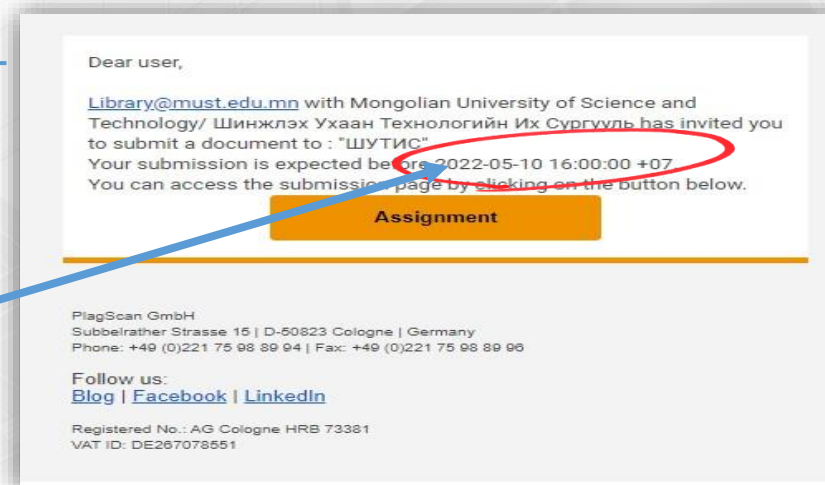 Dear user,
Library@must.edu.mn with Mongolian University of Science and
Technology/ Шинжлэх Ухаан Технологийн Их Сургууль has invited you
to submit a document to : "ШУТИС"
Your submission is expected before 2022-05-10 16:00:00 +07
You can access the submission page by clicking on the button below.
Assignment
PlagScan GmbH
Subbelrather Strasse 15 | D-50823 Cologne | Germany
Phone: +49 (0)221 75 98 89 94 | Fax: +49 (0)221 75 98 89 96
Follow us:
Blog | Facebook | LinkedIn
Registered No.: AG Cologne HRB 73381
VAT ID: DE267078551